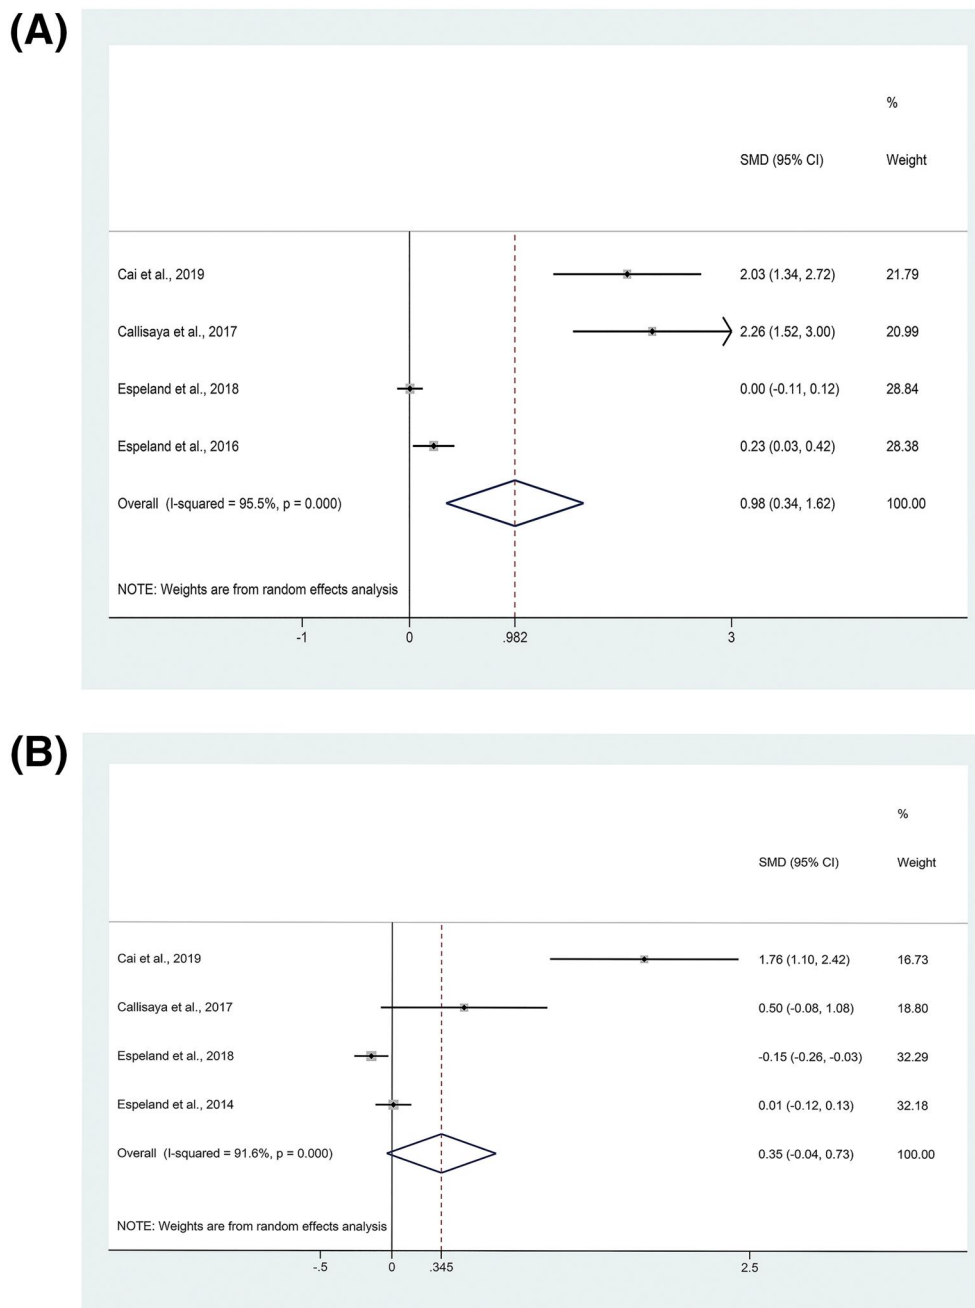 (A)
%
SMD (95% CI) Weight
Cai et al., 2019 2.03 (1.34, 2.72) 21.79
Callisaya et al., 2017 2.26 (1.52, 3.00) 20.99
Espeland et al., 2018 0.00 (-0.11, 0.12) 28.84
Espeland et al., 2016 0.23 (0.03, 0.42) 28.38
Overall (I-squared = 95.5%, p = 0.000) 0.98 (0.34, 1.62) 100.00
NOTE: Weights are from random effects analysis
-1 0 .982 3
(B)
%
SMD (95% CI) Weight
Cai et al., 2019 1.76 (1.10, 2.42) 16.73
Callisaya et al., 2017 0.50 (-0.08, 1.08) 18.80
Espeland et al., 2018 -0.15 (-0.26, -0.03) 32.29
Espeland et al., 2014 0.01 (-0.12, 0.13) 32.18
Overall (I-squared = 91.6%, p = 0.000) 0.35 (-0.04, 0.73) 100.00
NOTE: Weights are from random effects analysis
-.5 0 .345 2.5